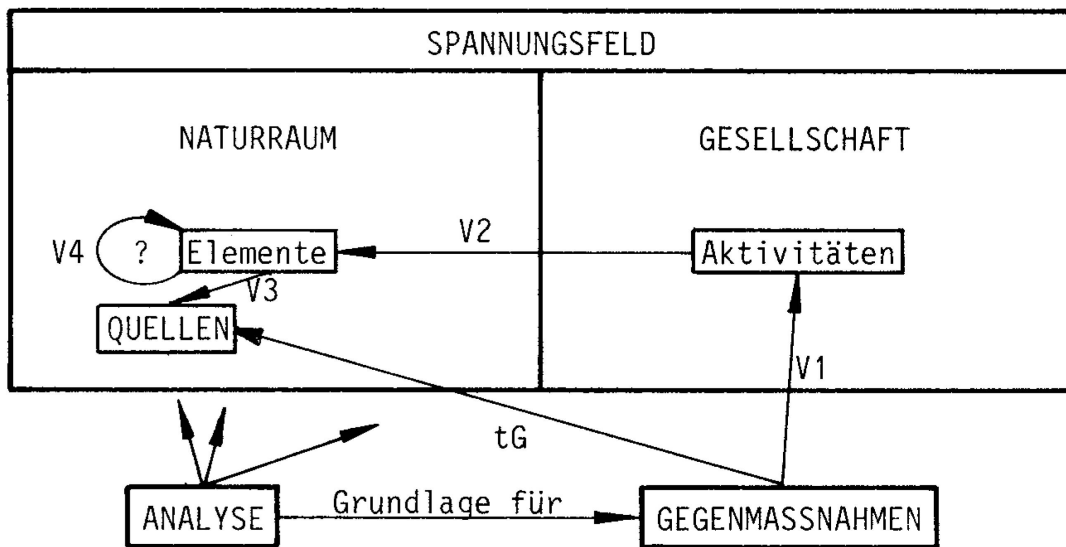 SPANNUNGSFELD
NATURRAUM
GESELLSCHAFT
V4
?
Elemente
V2
Aktivitäten
V3
QUELLEN
V1
tG
ANALYSE
Grundlage für
GEGENMASSNAHMEN